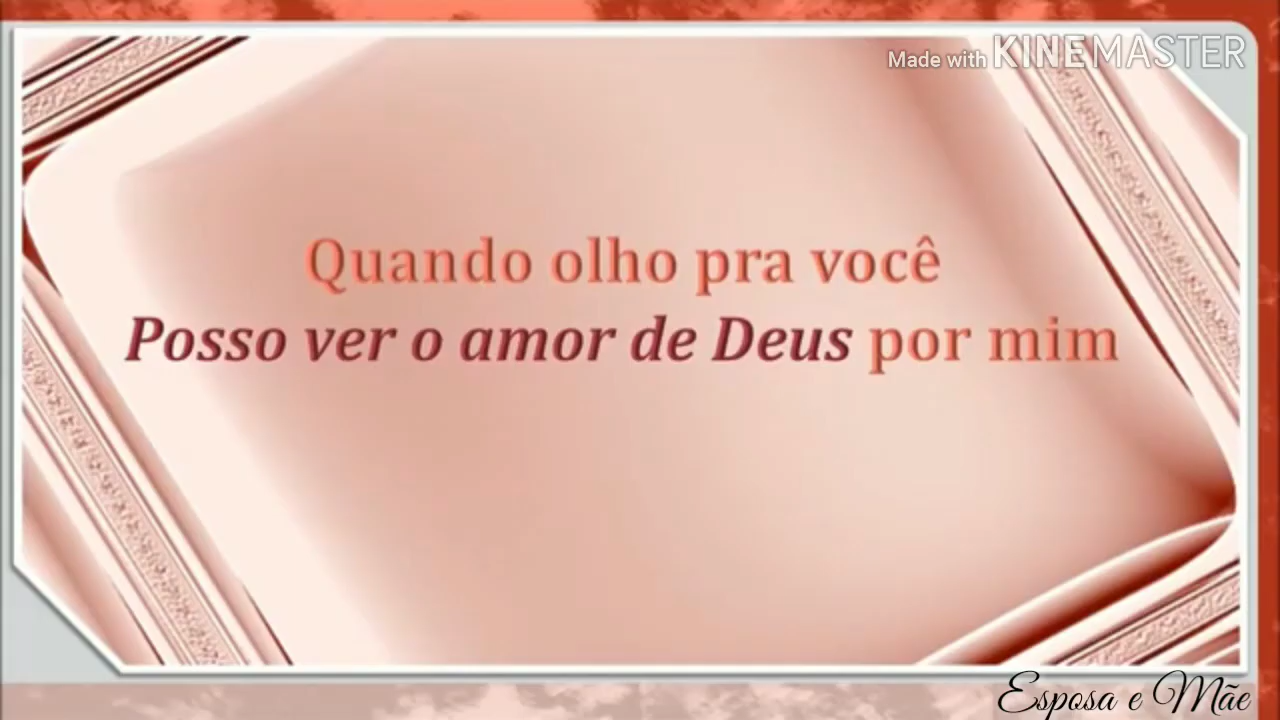 Made with KINEMASTER
Quando olho pra você
Posso ver o amor de Deus por mim
Esposa e Mãe